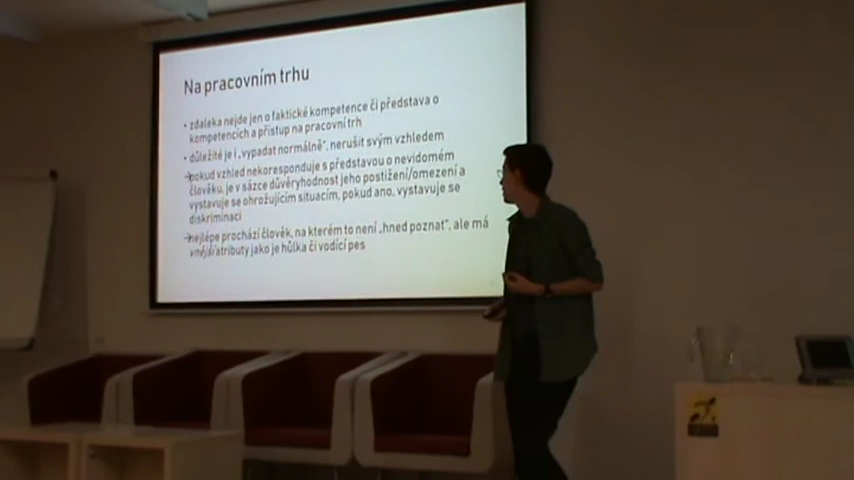 Na pracovním trhu
• zdaleka nejde jen o faktické kompetence či představa o
kompetencích a přístup na pracovní trh
• důležité je i „vypadat normálně“, nerušit svým vzhledem
→pokud vzhled nekoresponduje s představou o nevidomém
člověku, je v sázce důvěryhodnost jeho postižení/omezení a
vystavuje se ohrožujícím situacím, pokud ano, vystavuje se
diskriminaci
→nejlépe prochází člověk, na kterém to není „hned poznat“, ale má
vnější atributy jako je hůlka či vodící pes